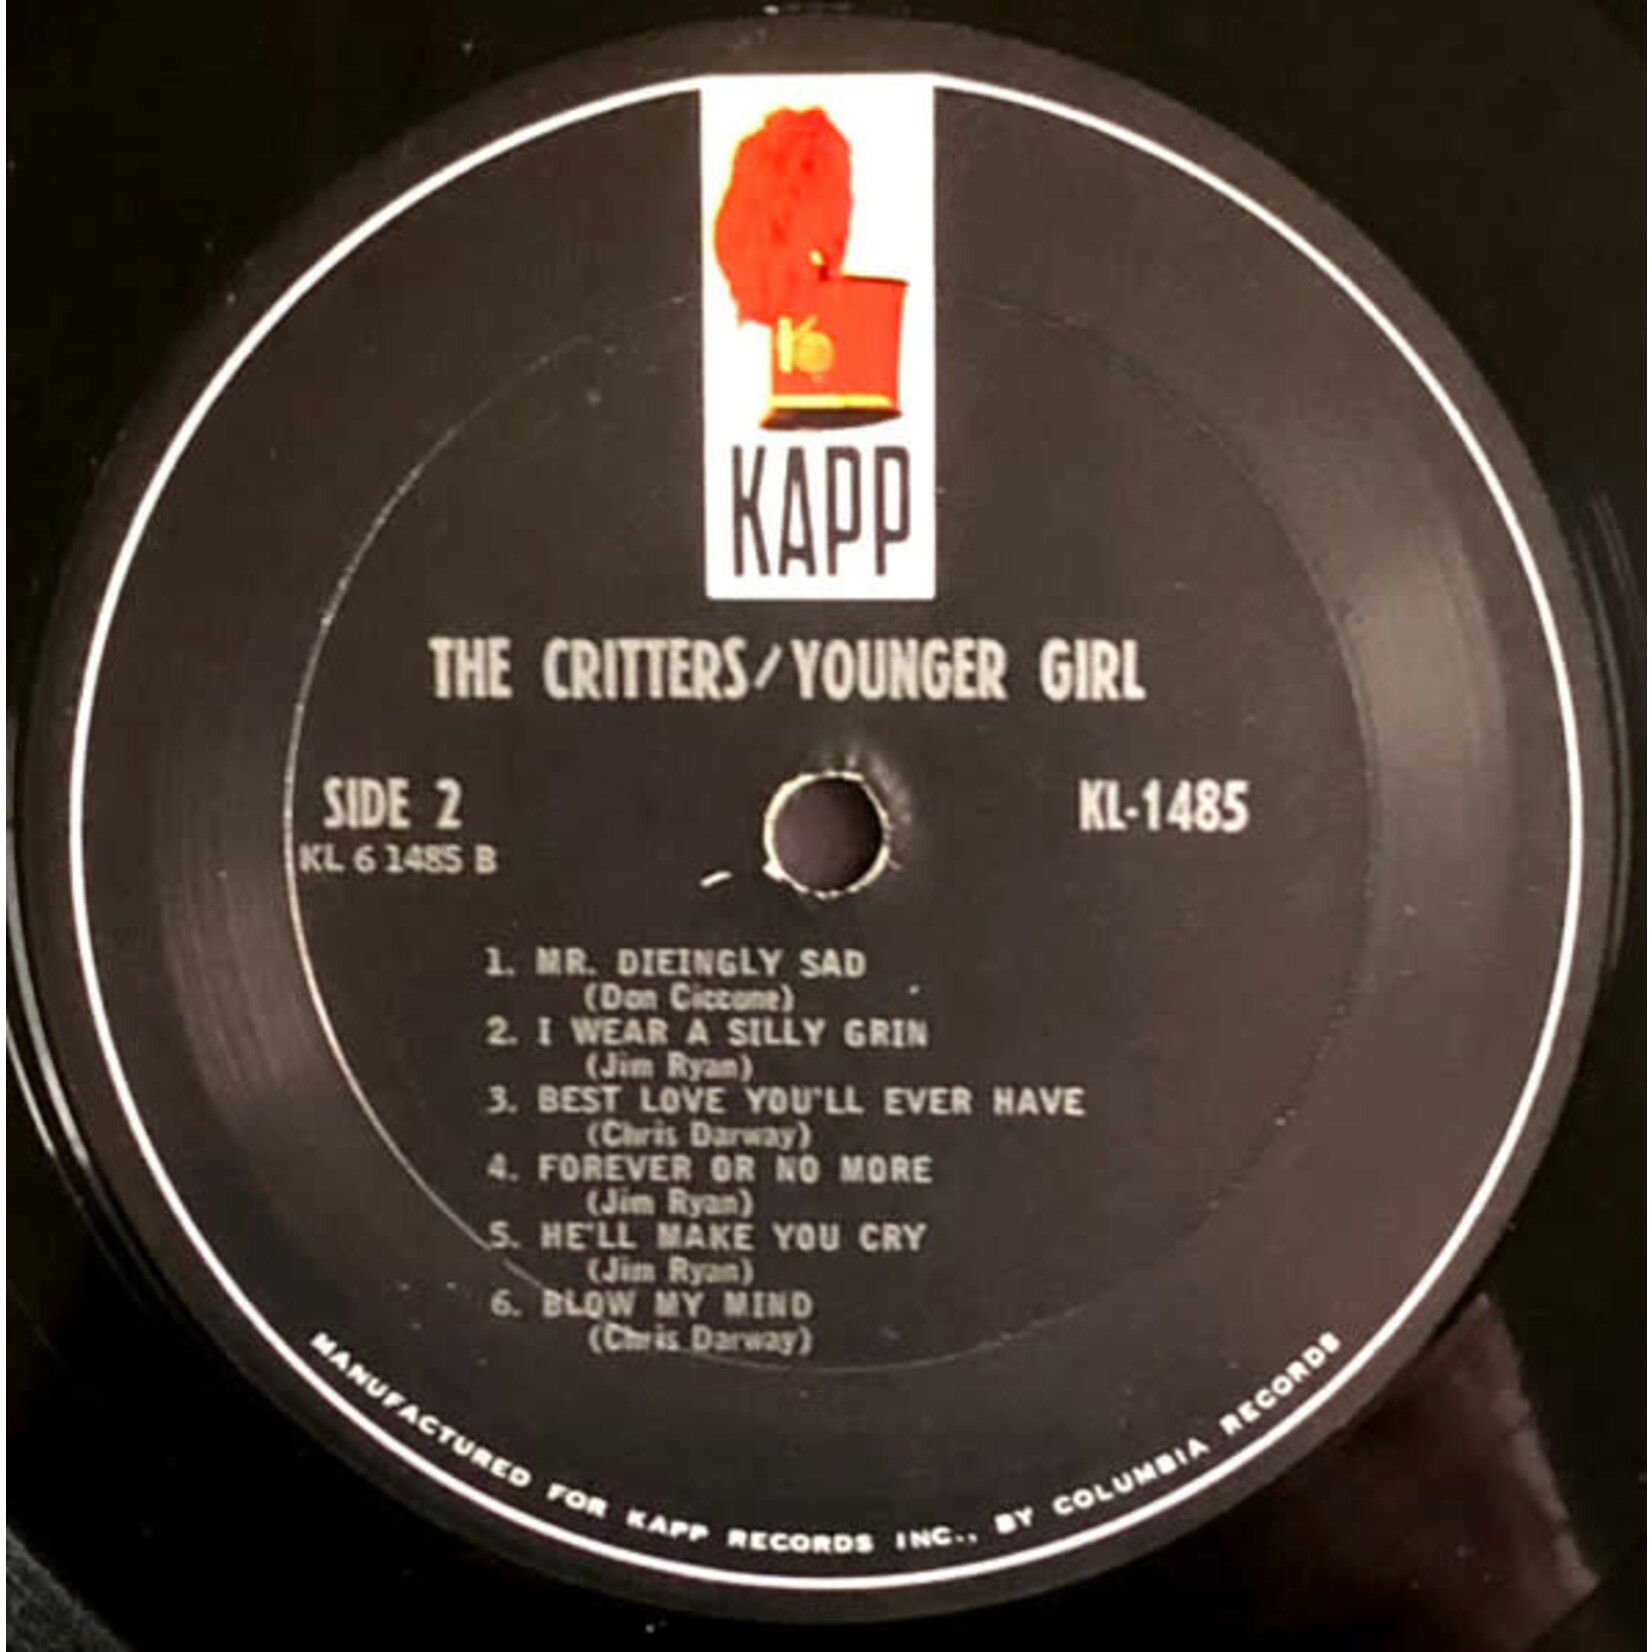 KAPP
THE CRITTERS/YOUNGER GIRL
SIDE 2
KL-1485
KL 6 1485 B
1. MR. DIEINGLY SAD
(Don Ciccone)
2. I WEAR A SILLY GRIN
(Jim Ryan)
3. BEST LOVE YOU'LL EVER HAVE
(Chris Darway)
4. FOREVER OR NO MORE
(Jim Ryan)
5. HE'LL MAKE YOU CRY
(Jim Ryan)
6. BLOW MY MIND
(Chris Darway)
MANUFACTURED FOR KAPP RECORDS INC., BY COLUMBIA RECORDS